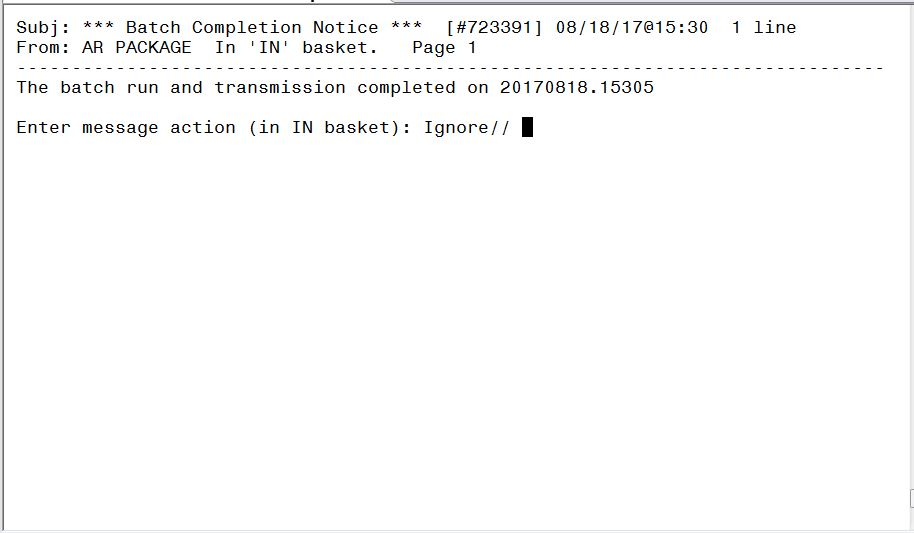 Subj: *** Batch Completion Notice ***  [#723391] 08/18/17@15:30  1 line
From: AR PACKAGE  In 'IN' basket.   Page 1
-------------------------------------------------------------------------------
The batch run and transmission completed on 20170818.15305
Enter message action (in IN basket): Ignore//